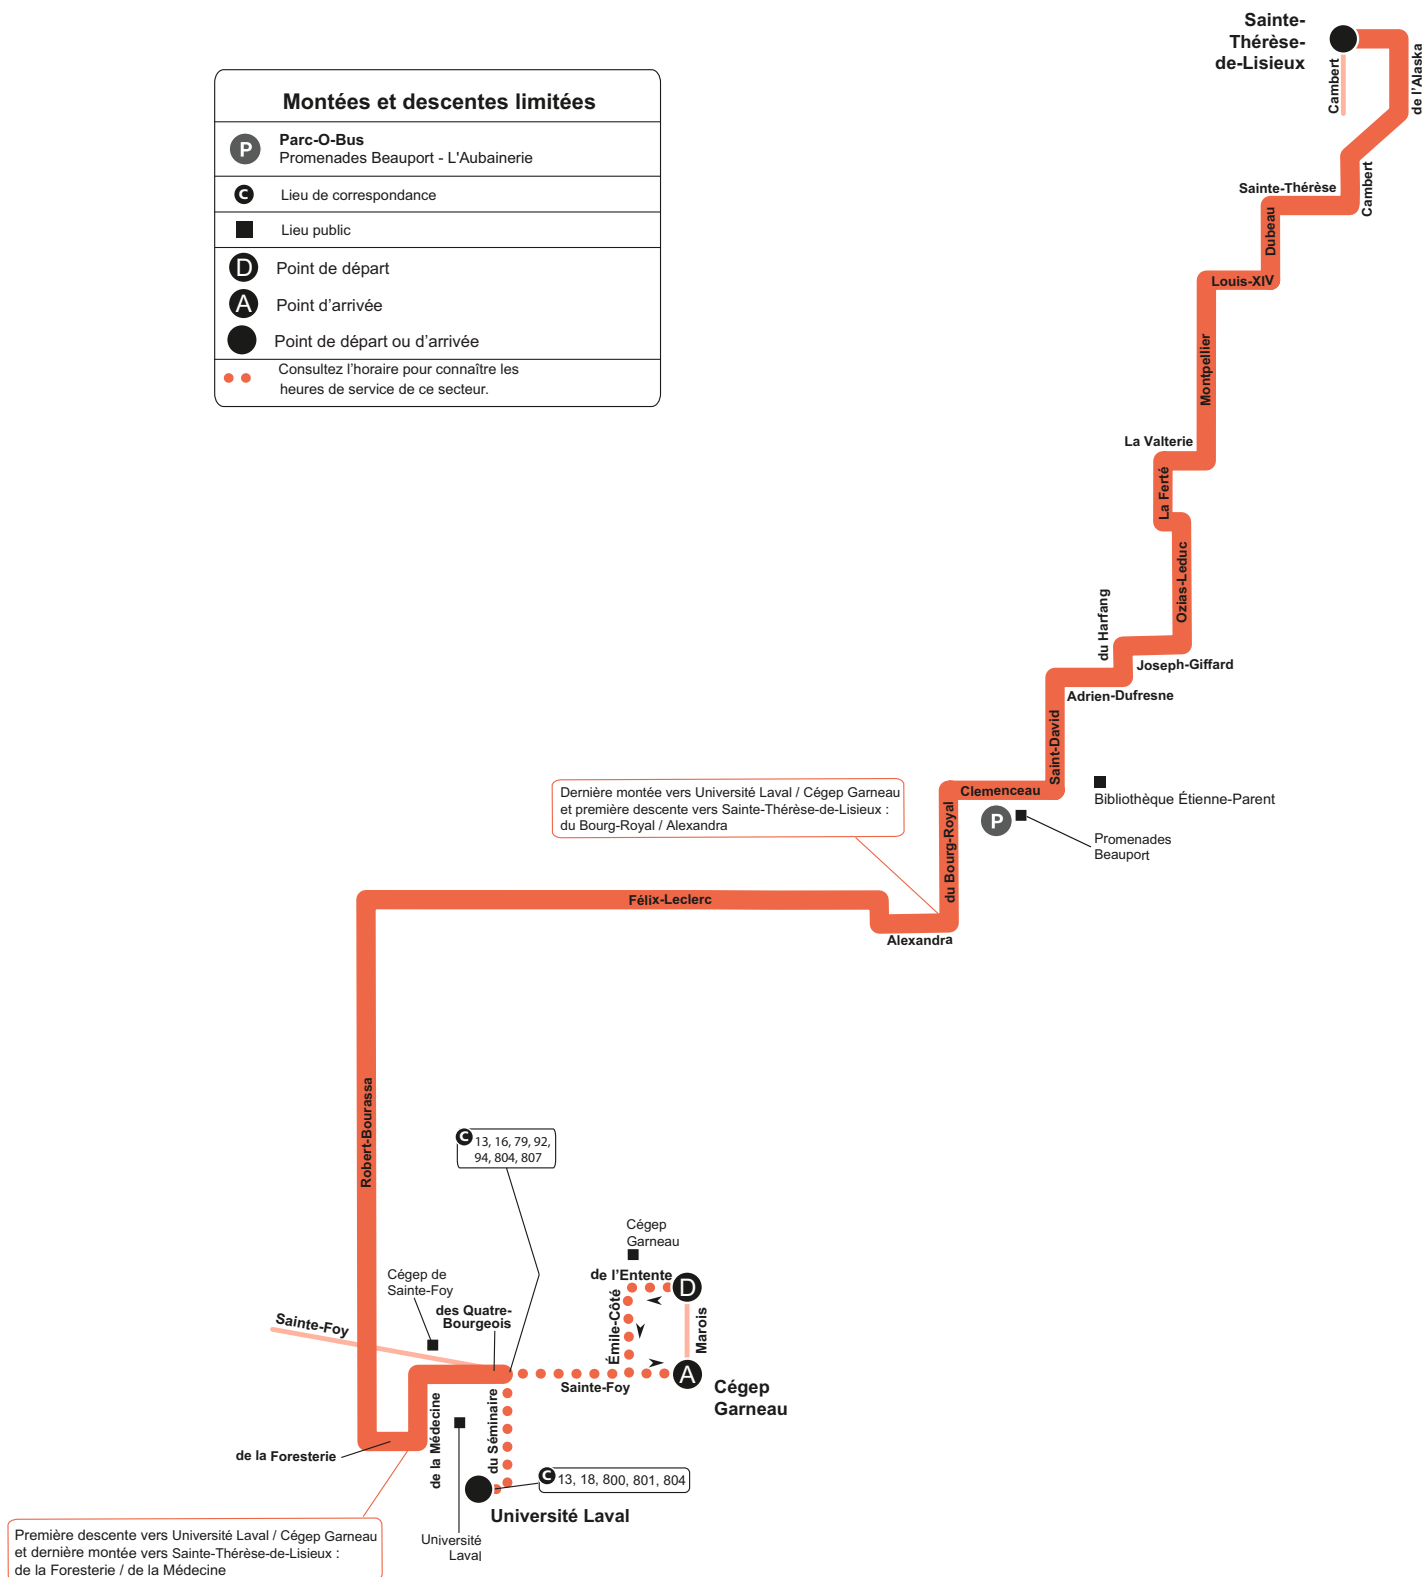 Sainte-
Thérèse-
de-Lisieux
Cambert
de l'Alaska
Montées et descentes limitées
P
Parc-O-Bus
Promenades Beauport - L'Aubainerie
C
Lieu de correspondance
Lieu public
D
Point de départ
A
Point d'arrivée
Point de départ ou d'arrivée
Consultez l'horaire pour connaître les
heures de service de ce secteur.
Sainte-Thérèse
Cambert
Dubeau
Louis-XIV
Montpellier
La Valterie
La Ferté
Ozias-Leduc
du Harfang
Joseph-Giffard
Adrien-Dufresne
Saint-David
Clemenceau
Bibliothèque Étienne-Parent
P
Promenades
Beauport
Dernière montée vers Université Laval / Cégep Garneau
et première descente vers Sainte-Thérèse-de-Lisieux :
du Bourg-Royal / Alexandra
du Bourg-Royal
Félix-Leclerc
Alexandra
Robert-Bourassa
C 13, 16, 79, 92,
94, 804, 807
Cégep
Garneau
de l'Entente
D
Émile-Côté
Marois
Cégep de
Sainte-Foy
des Quatre-
Bourgeois
Sainte-Foy
A
Sainte-Foy
Cégep
Garneau
de la Médecine
du Séminaire
de la Foresterie
C 13, 18, 800, 801, 804
Université Laval
Université
Laval
Première descente vers Université Laval / Cégep Garneau
et dernière montée vers Sainte-Thérèse-de-Lisieux :
de la Foresterie / de la Médecine